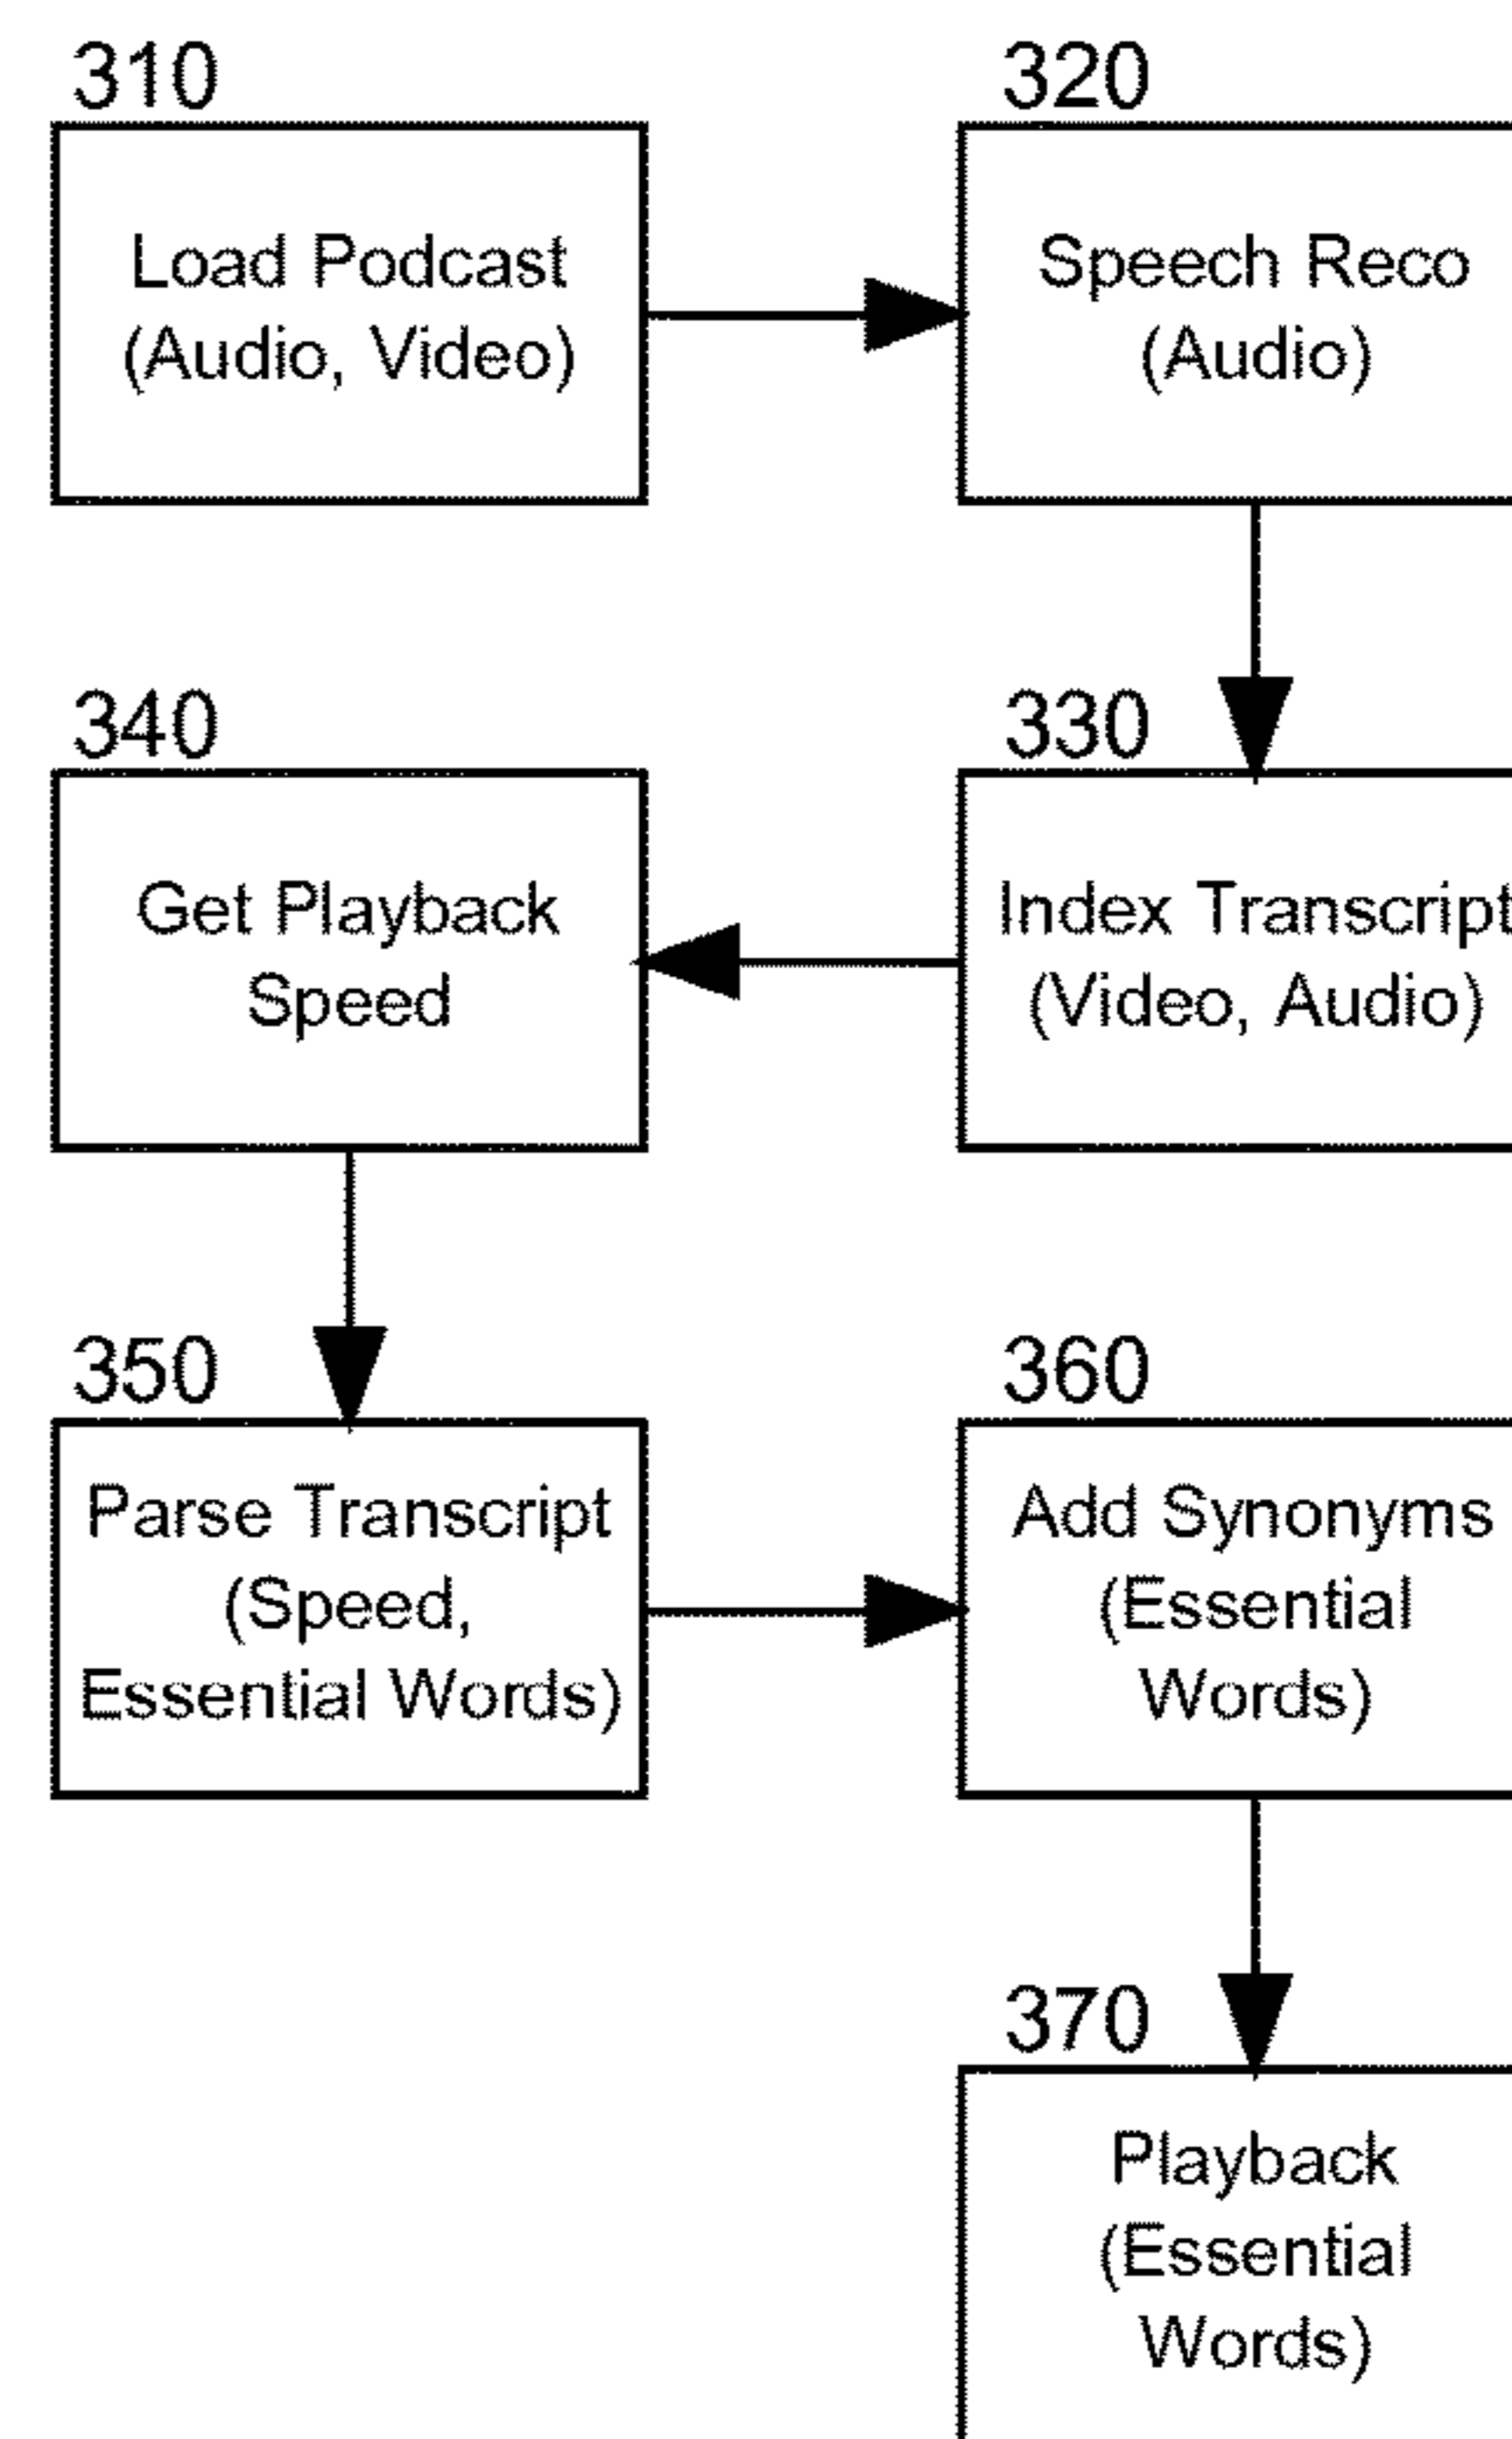 310
Load Podcast
(Audio, Video)
320
Speech Reco
(Audio)
330
Index Transcript
(Video, Audio)
340
Get Playback
Speed
350
Parse Transcript
(Speed,
Essential Words)
360
Add Synonyms
(Essential
Words)
370
Playback
(Essential
Words)